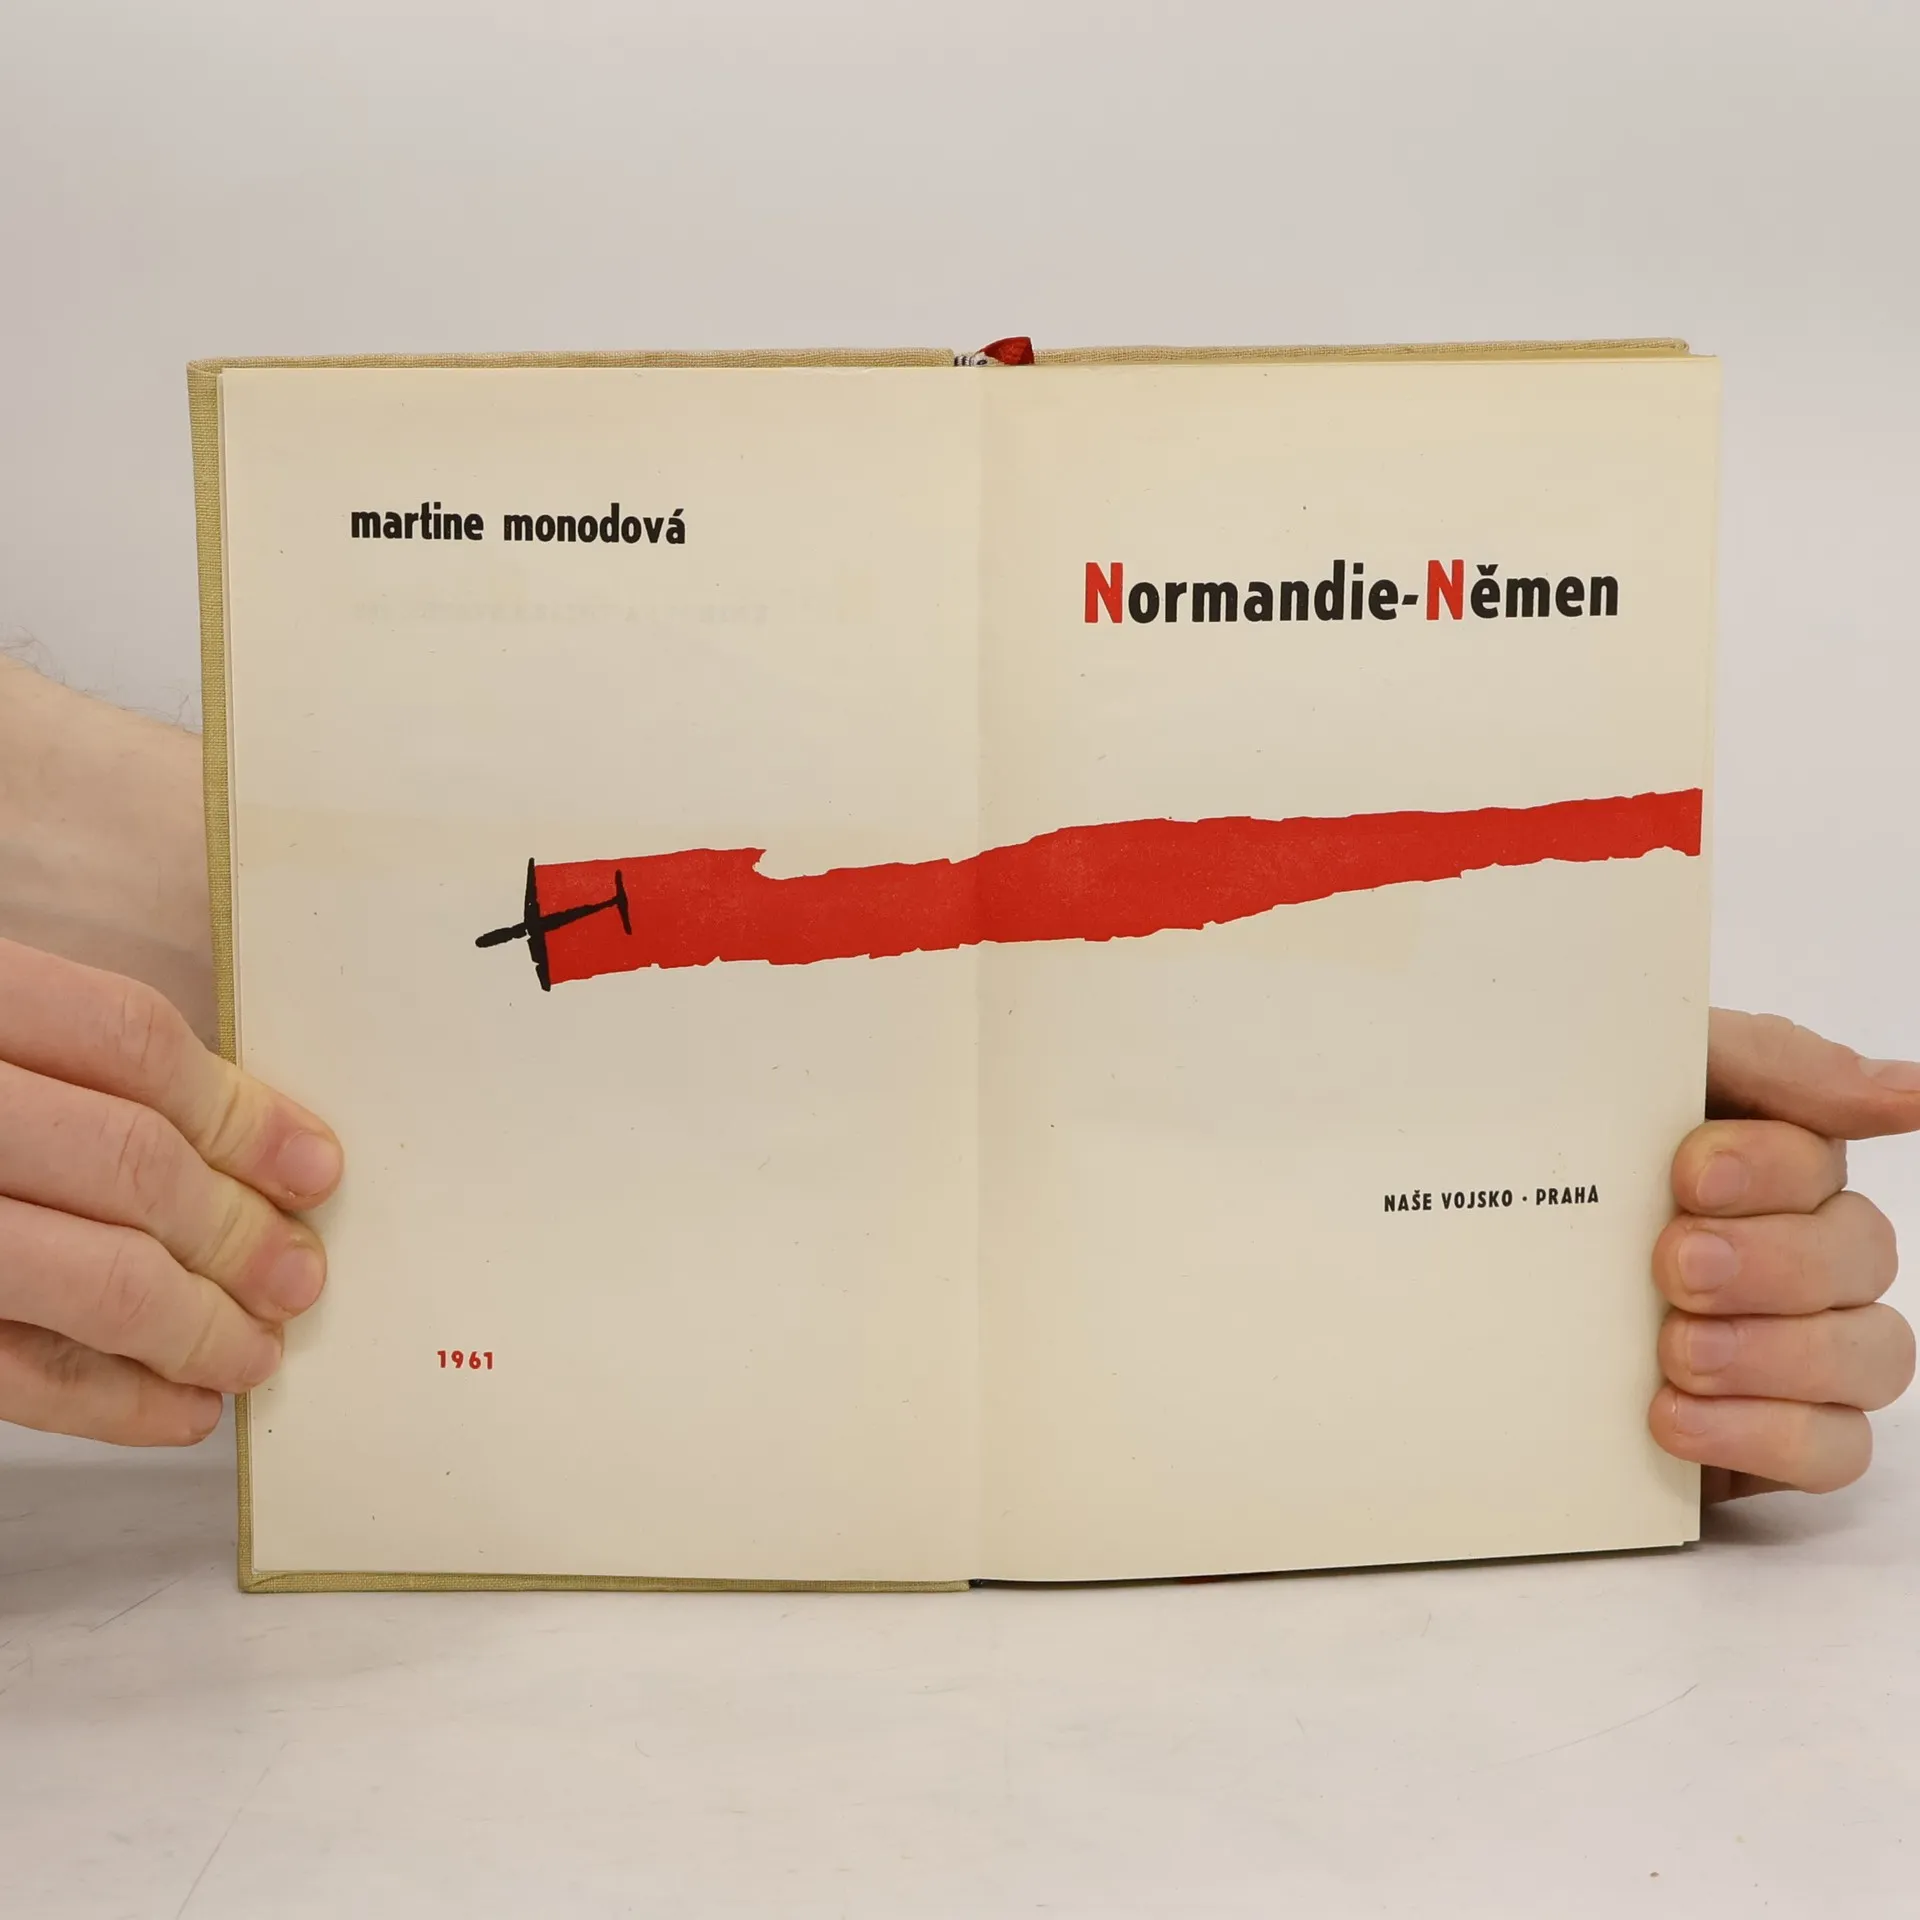 martine monodová
1961
Normandie-Němen
NAŠE VOJSKO · PRAHA